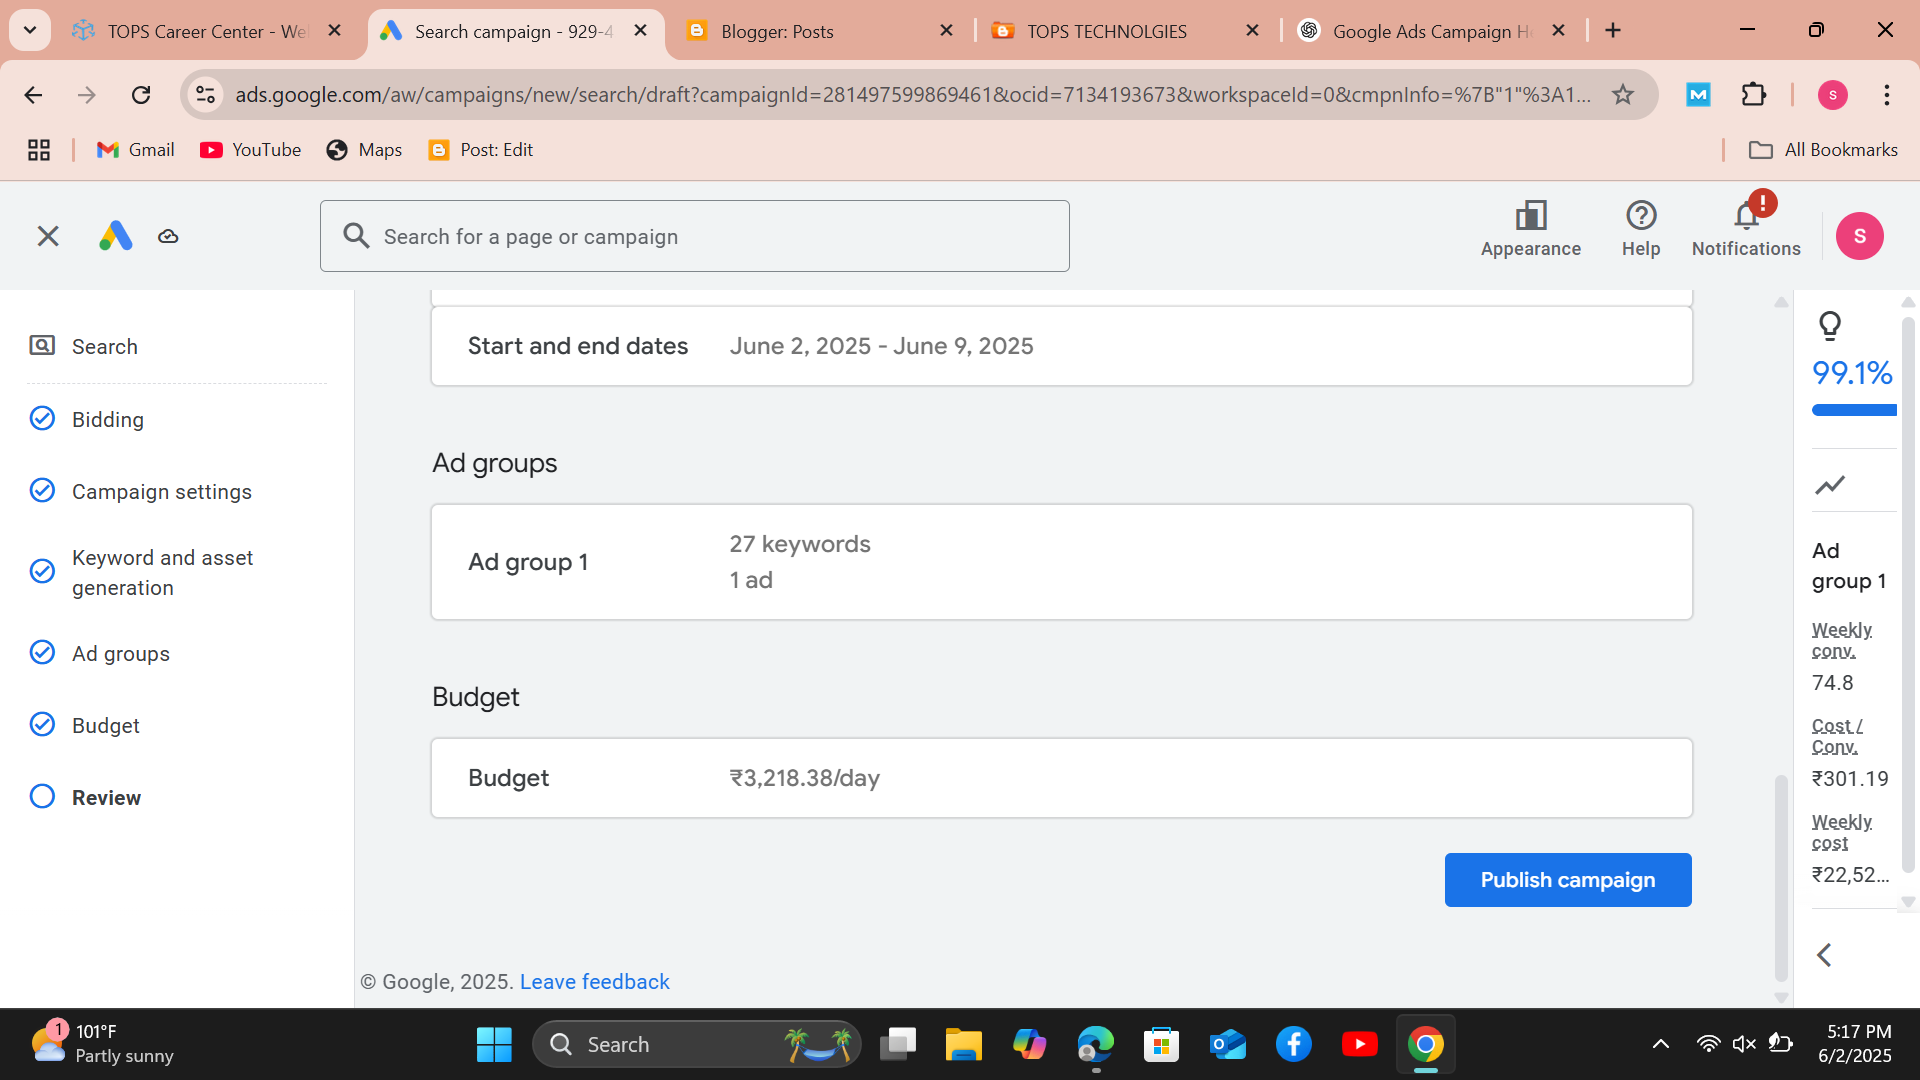 TOPS Career Center - We
Search campaign - 929-4
Blogger: Posts
TOPS TECHNOLGIES
Google Ads Campaign H
ads.google.com/aw/campaigns/new/search/draft?campaignId=281497599869461&ocid=7134193673&workspaceId=0&cmpnInfo=%7B"1"%3A1...
M
S
Gmail
YouTube
Maps
Post: Edit
All Bookmarks
Search for a page or campaign
Appearance
Help
!
Notifications
S
Search
Bidding
Campaign settings
Keyword and asset
generation
Ad groups
Budget
Review
Start and end dates
June 2, 2025 - June 9, 2025
Ad groups
Ad group 1
27 keywords
1 ad
Budget
Budget
₹3,218.38/day
Publish campaign
© Google, 2025. Leave feedback
99.1%
Ad
group 1
Weekly
conv.
74.8
Cost /
Conv.
₹301.19
Weekly
cost
₹22,52...
1
101°F
Partly sunny
Search
5:17 PM
6/2/2025